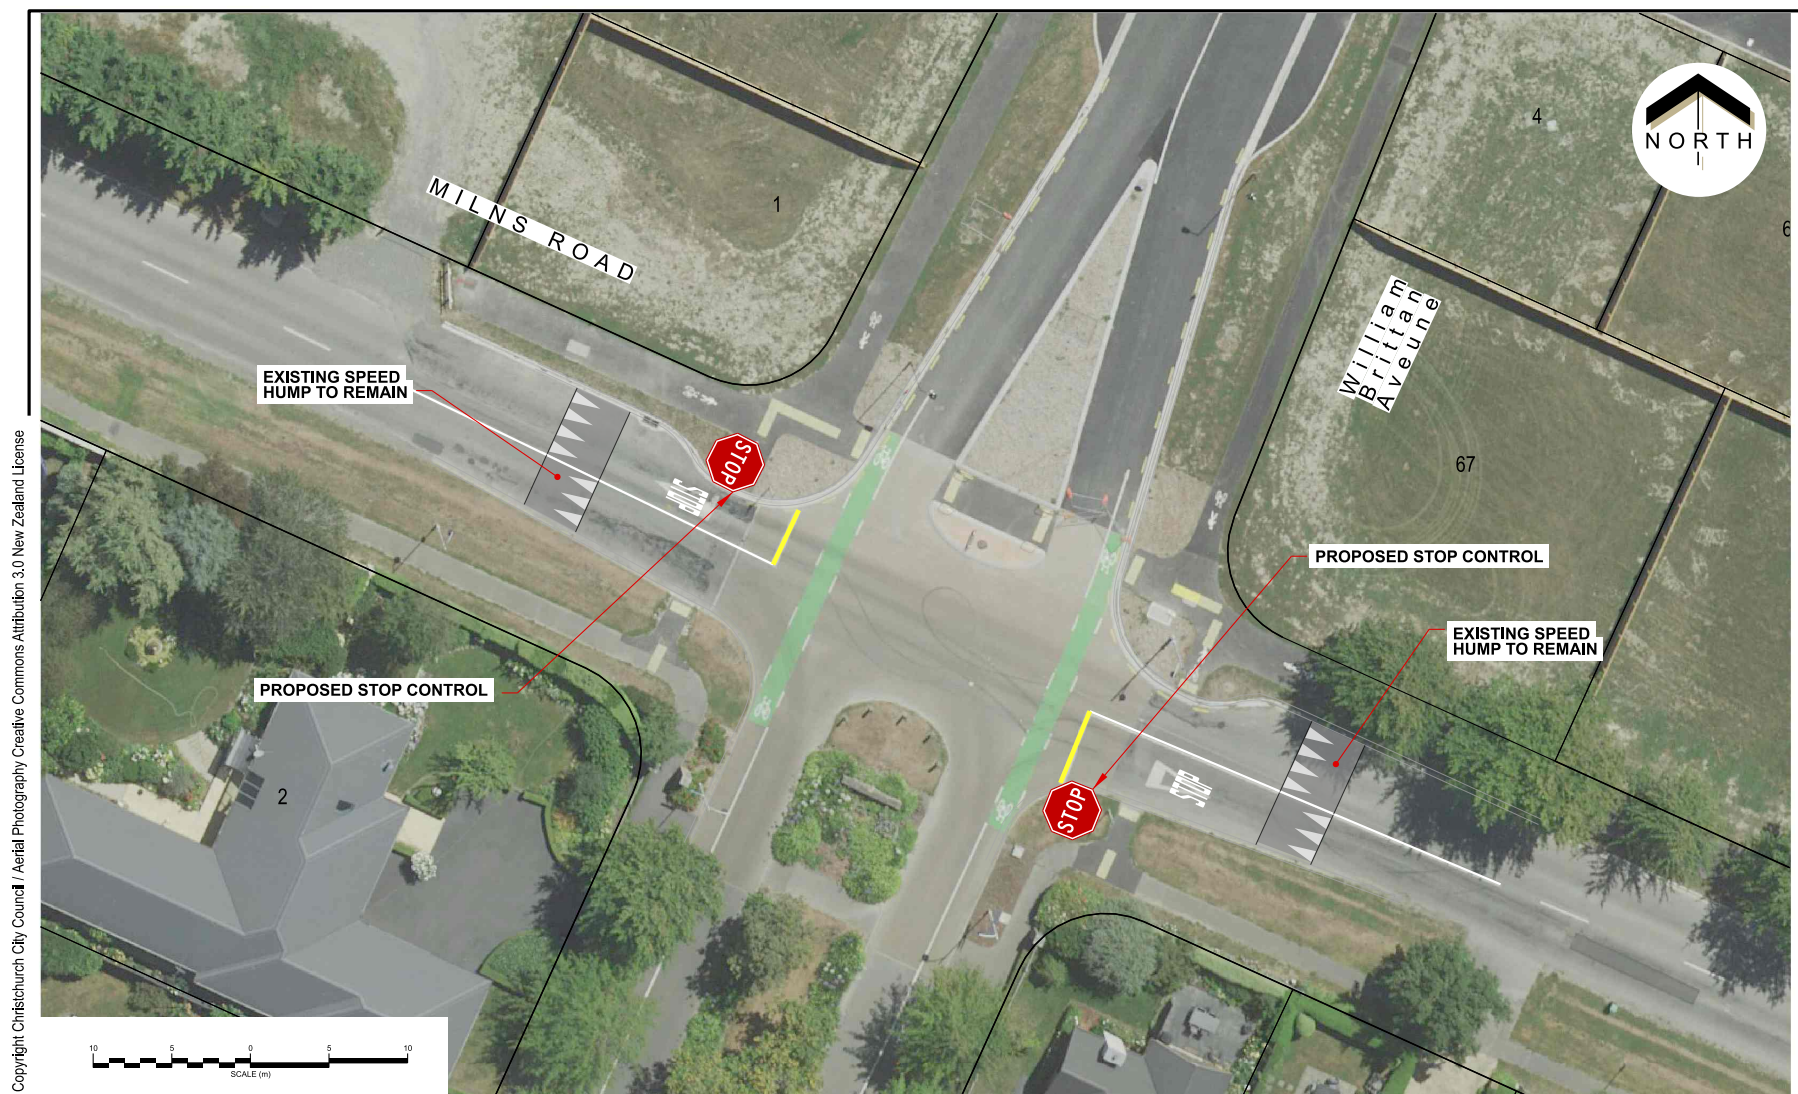 NORTH
4
1
6
MILNS ROAD
William
Brittan
Aveune
EXISTING SPEED
HUMP TO REMAIN
STOP
STOP
67
PROPOSED STOP CONTROL
EXISTING SPEED
HUMP TO REMAIN
PROPOSED STOP CONTROL
STOP
STOP
2
10 5 0 5 10
SCALE (m)
Copyright Christchurch City Council / Aerial Photography Creative Commons Attribution 3.0 New Zealand License